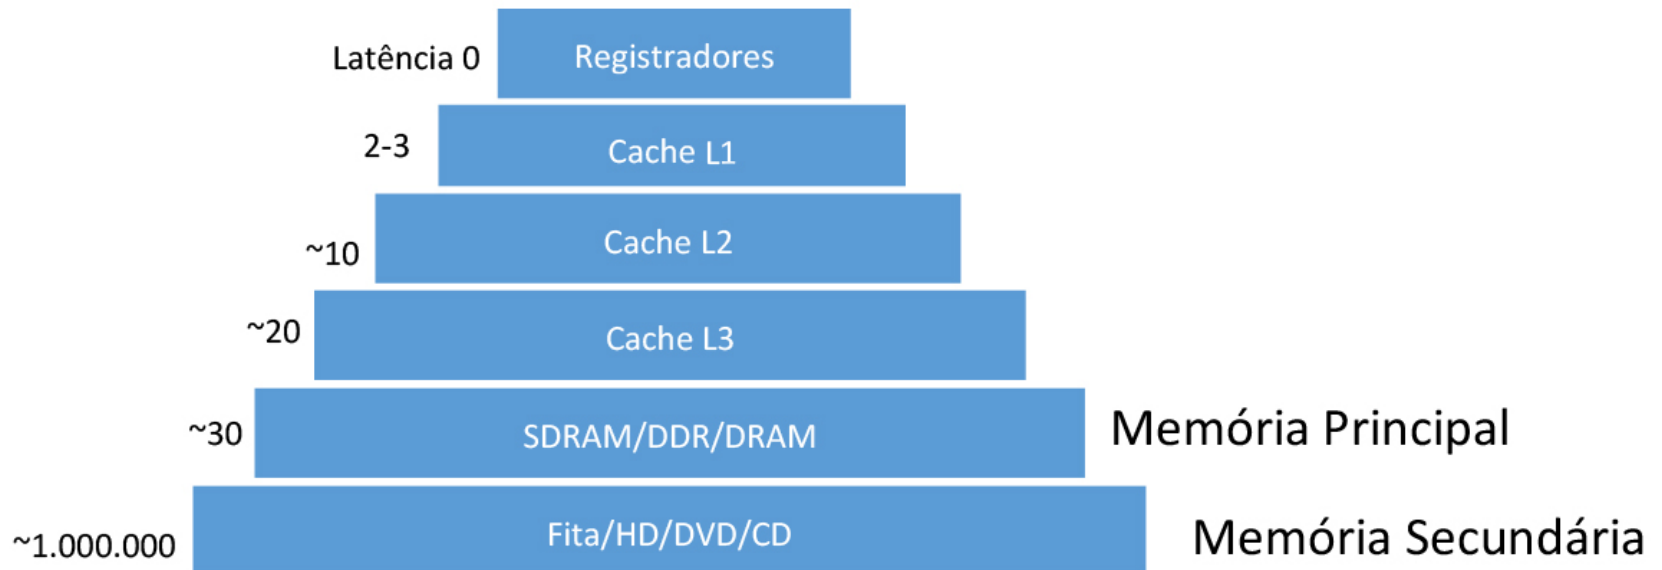 Latência 0
Registradores
2-3
Cache L1
~10
Cache L2
~20
Cache L3
~30
SDRAM/DDR/DRAM
Memória Principal
~1.000.000
Fita/HD/DVD/CD
Memória Secundária